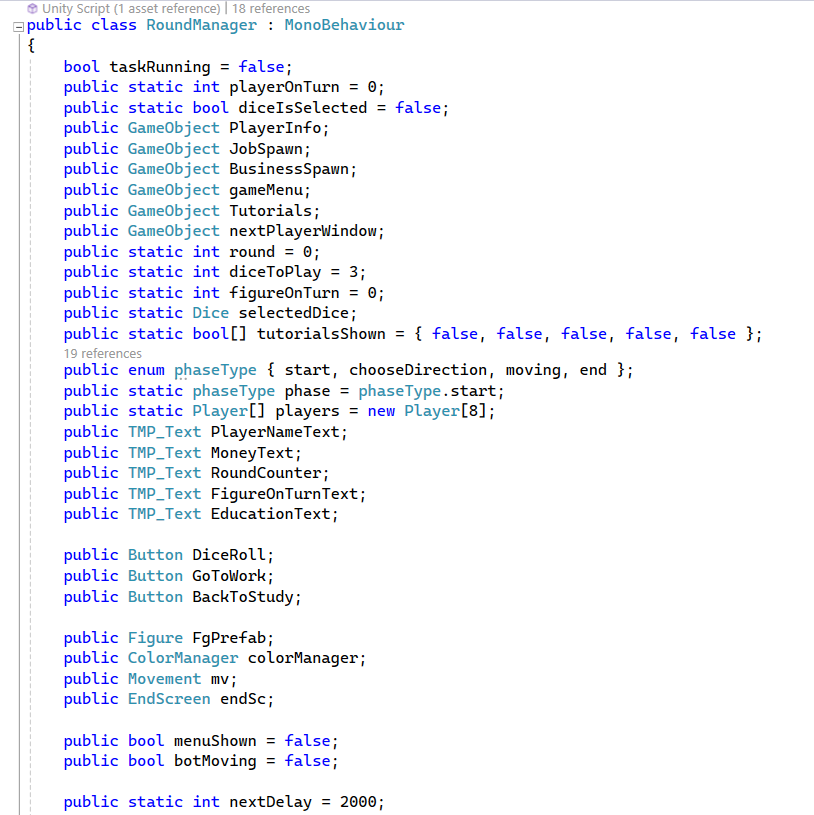 Unity Script (1 asset reference) | 18 references
public class RoundManager : MonoBehaviour
{
bool taskRunning = false;
public static int playerOnTurn = 0;
public static bool diceIsSelected = false;
public GameObject PlayerInfo;
public GameObject JobSpawn;
public GameObject BusinessSpawn;
public GameObject gameMenu;
public GameObject Tutorials;
public GameObject nextPlayerWindow;
public static int round = 0;
public static int diceToPlay = 3;
public static int figureOnTurn = 0;
public static Dice selectedDice;
public static bool[] tutorialsShown = { false, false, false, false, false };
19 references
public enum phaseType { start, chooseDirection, moving, end };
public static phaseType phase = phaseType.start;
public static Player[] players = new Player[8];
public TMP_Text PlayerNameText;
public TMP_Text MoneyText;
public TMP_Text RoundCounter;
public TMP_Text FigureOnTurnText;
public TMP_Text EducationText;
public Button DiceRoll;
public Button GoToWork;
public Button BackToStudy;
public Figure FgPrefab;
public ColorManager colorManager;
public Movement mv;
public EndScreen endSc;
public bool menuShown = false;
public bool botMoving = false;
public static int nextDelay = 2000;